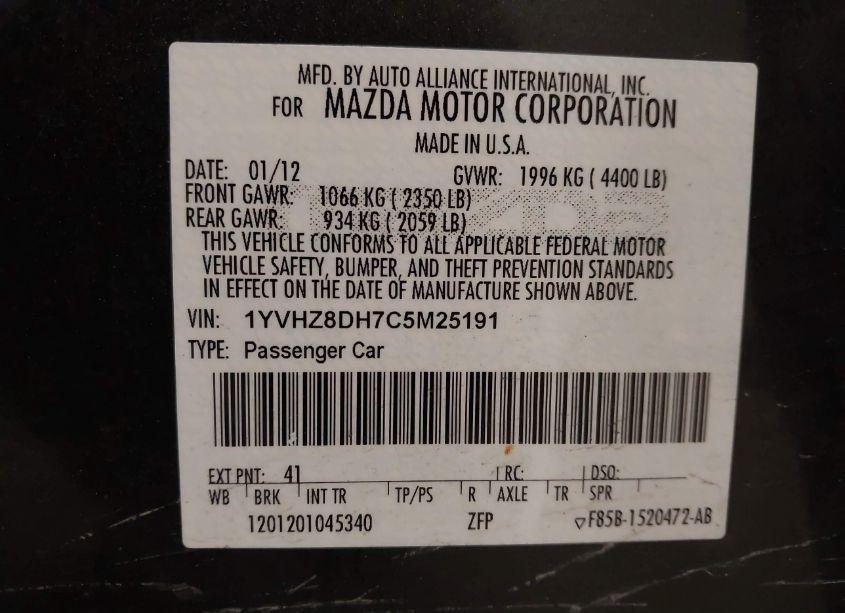 MFD. BY AUTO ALLIANCE INTERNATIONAL, INC.
FOR MAZDA MOTOR CORPORATION
MADE IN U.S.A.
DATE: 01/12 GVWR: 1996 KG ( 4400 LB)
FRONT GAWR: 1066 KG ( 2350 LB)
REAR GAWR: 934 KG ( 2059 LB)
THIS VEHICLE CONFORMS TO ALL APPLICABLE FEDERAL MOTOR
VEHICLE SAFETY, BUMPER, AND THEFT PREVENTION STANDARDS
IN EFFECT ON THE DATE OF MANUFACTURE SHOWN ABOVE.
VIN: 1YVHZ8DH7C5M25191
TYPE: Passenger Car
EXT PNT: 41 RC: DSO:
WB BRK INT TR TP/PS R AXLE TR SPR
1201201045340 ZFP F85B-1520472-AB